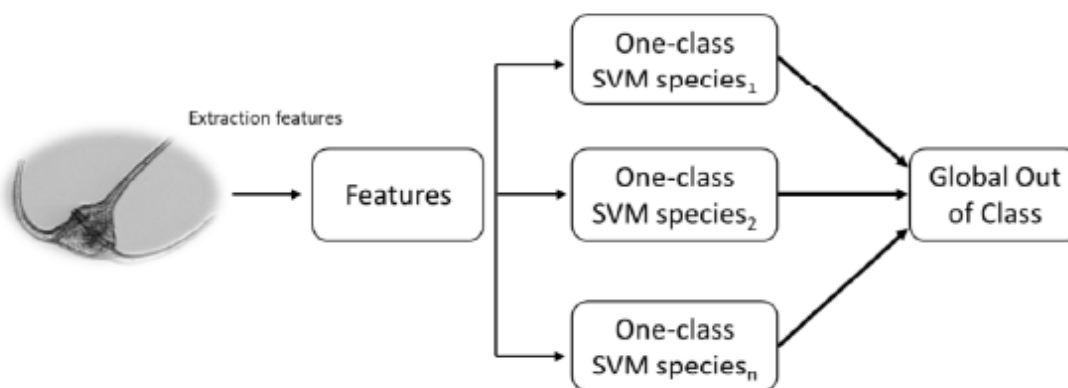 Extraction features
Features
One-class
SVM species₁
One-class
SVM species₂
One-class
SVM speciesₙ
Global Out
of Class